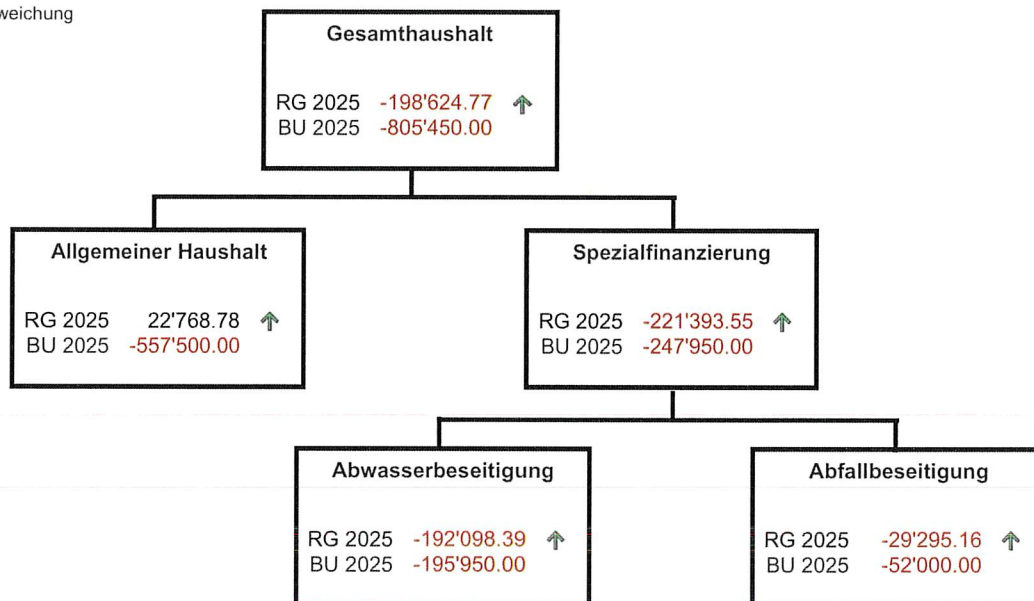 weichung
Gesamthaushalt
RG 2025 -198'624.77
BU 2025 -805'450.00
Allgemeiner Haushalt
RG 2025 22'768.78
BU 2025 -557'500.00
Spezialfinanzierung
RG 2025 -221'393.55
BU 2025 -247'950.00
Abwasserbeseitigung
RG 2025 -192'098.39
BU 2025 -195'950.00
Abfallbeseitigung
RG 2025 -29'295.16
BU 2025 -52'000.00